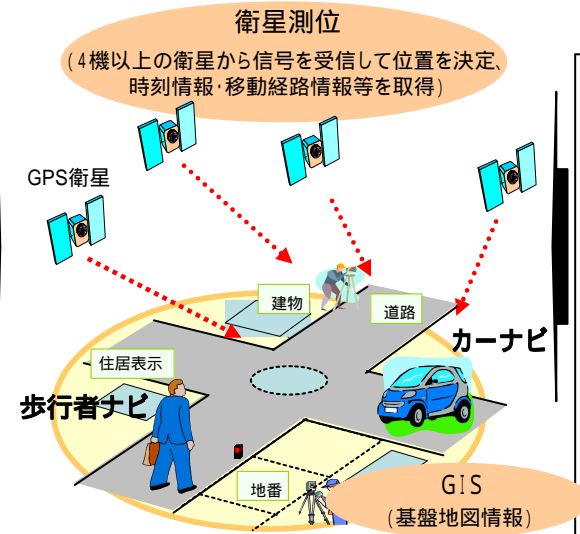 衛星測位
(4機以上の衛星から信号を受信して位置を決定、
時刻情報・移動経路情報等を取得)
GPS衛星
建物
道路
カーナビ
住居表示
歩行者ナビ
地番
GIS
(基盤地図情報)